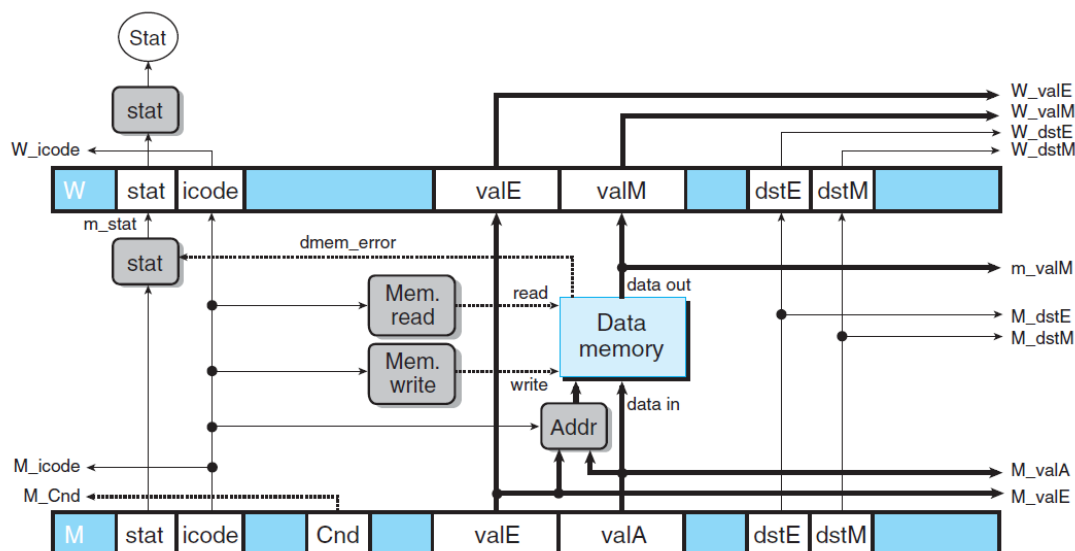 Stat
stat
W_valE
W_valM
W_dstE
W_icode
W_dstM
W stat icode valE valM dstE dstM
m_stat
dmem_error
stat
m_valM
data out
Mem.
read
read
Data
memory
M_dstE
M_dstM
Mem.
write
write
data in
Addr
M_icode
M_valA
M_Cnd
M_valE
M stat icode Cnd valE valA dstE dstM